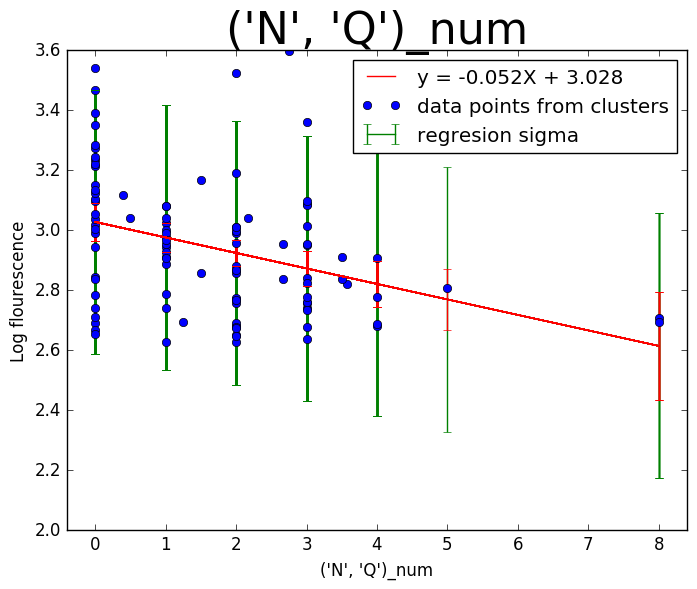 ('N', 'Q')_num
y = -0.052X + 3.028
data points from clusters
regresion sigma
Log flourescence
3.6
3.4
3.2
3.0
2.8
2.6
2.4
2.2
2.0
0 1 2 3 4 5 6 7 8
('N', 'Q')_num